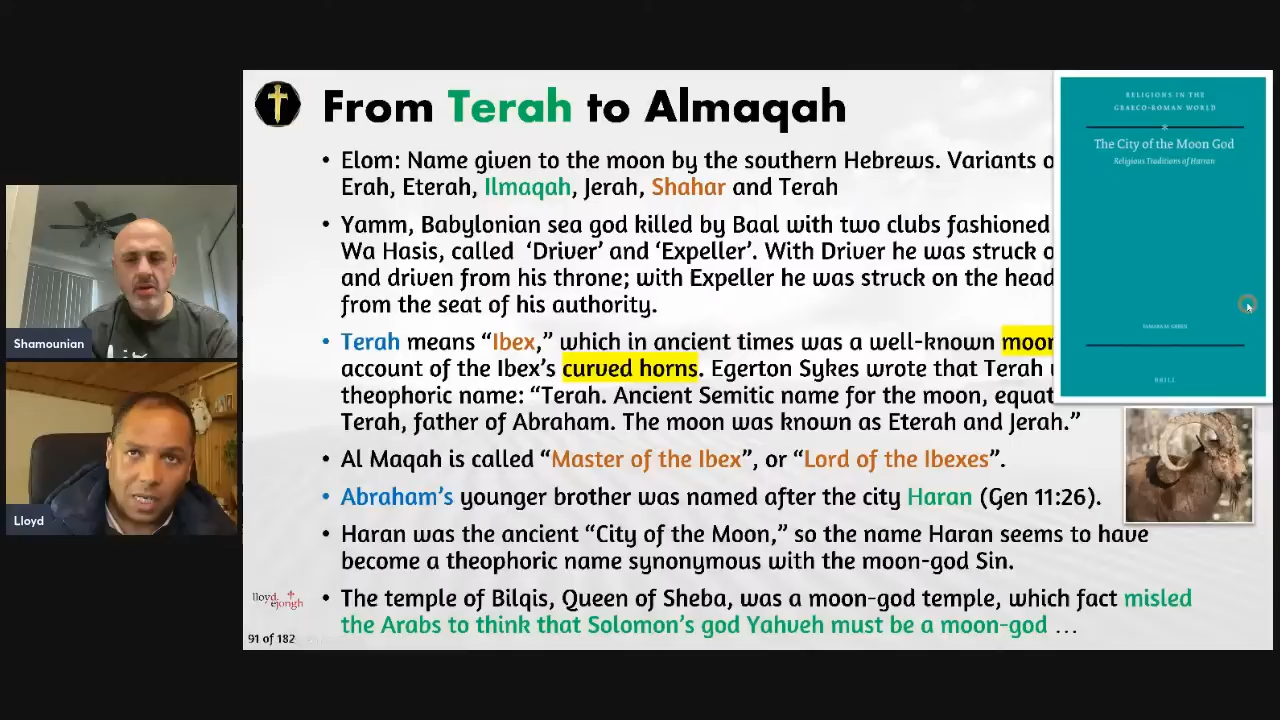 From Terah to Almaqah
• Elom: Name given to the moon by the southern Hebrews. Variants o
Erah, Eterah, Ilmaqah, Jerah, Shahar and Terah
• Yamm, Babylonian sea god killed by Baal with two clubs fashioned
Wa Hasis, called ‘Driver’ and ‘Expeller’. With Driver he was struck o
and driven from his throne; with Expeller he was struck on the head
from the seat of his authority.
• Terah means “Ibex,” which in ancient times was a well-known moon
account of the Ibex’s curved horns. Egerton Sykes wrote that Terah
theophoric name: “Terah. Ancient Semitic name for the moon, equat
Terah, father of Abraham. The moon was known as Eterah and Jerah.”
• Al Maqah is called “Master of the Ibex”, or “Lord of the Ibexes”.
• Abraham’s younger brother was named after the city Haran (Gen 11:26).
• Haran was the ancient “City of the Moon,” so the name Haran seems to have
become a theophoric name synonymous with the moon-god Sin.
• The temple of Bilqis, Queen of Sheba, was a moon-god temple, which fact misled
the Arabs to think that Solomon’s god Yahveh must be a moon-god ...
RELIGIONS IN THE
GRAECO-ROMAN WORLD
The City of the Moon God
Religious Traditions of Harran
TAMARA M. GREEN
BRILL
Shamounian
Lloyd
lloyd
de jongh
91 of 182